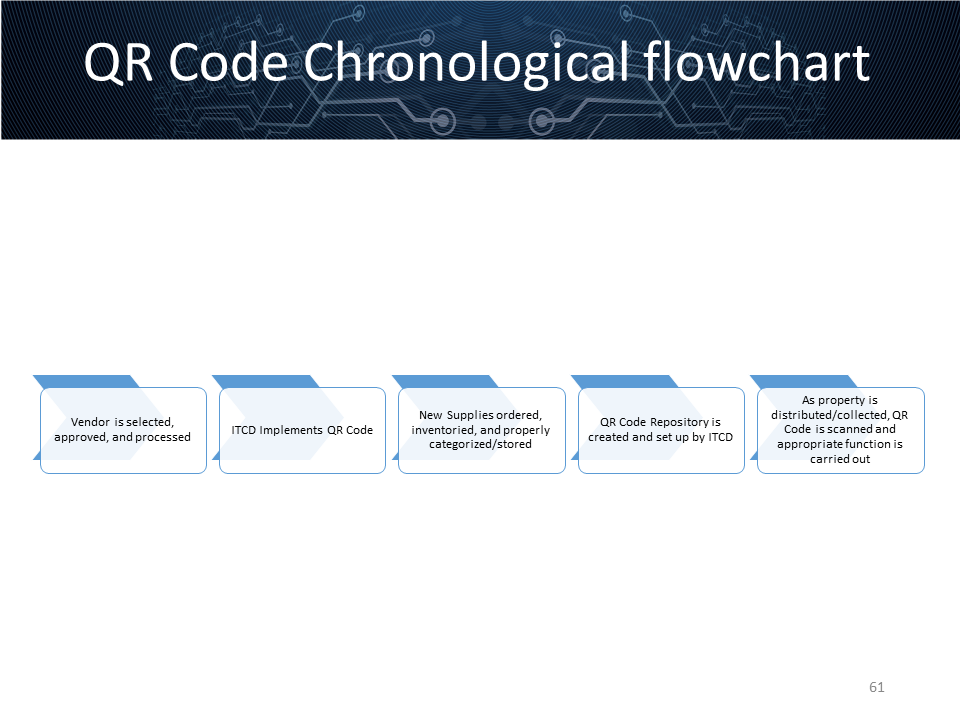 QR Code Chronological flowchart
Vendor is selected,
approved, and processed
ITCD Implements QR Code
New Supplies ordered,
inventoried, and properly
categorized/stored
QR Code Repository is
created and set up by ITCD
As property is
distributed/collected, QR
Code is scanned and
appropriate function is
carried out
61